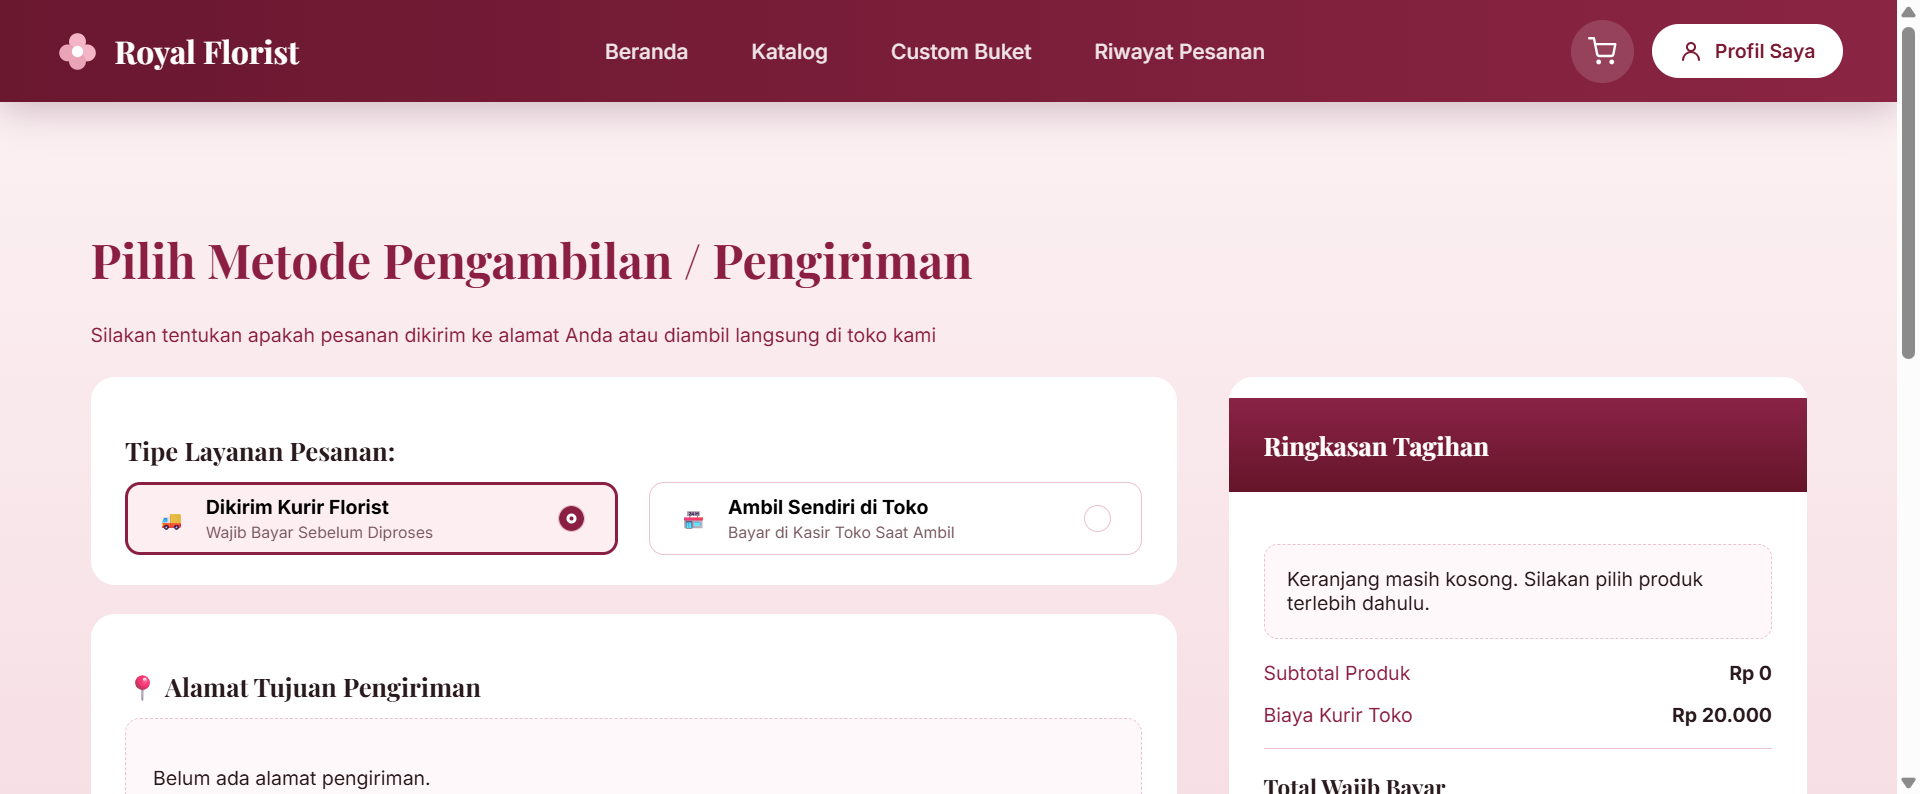 Royal Florist
Beranda
Katalog
Custom Buket
Riwayat Pesanan
Profil Saya
Pilih Metode Pengambilan / Pengiriman
Silakan tentukan apakah pesanan dikirim ke alamat Anda atau diambil langsung di toko kami
Tipe Layanan Pesanan:
Dikirim Kurir Florist
Wajib Bayar Sebelum Diproses
Ambil Sendiri di Toko
Bayar di Kasir Toko Saat Ambil
Alamat Tujuan Pengiriman
Belum ada alamat pengiriman.
Ringkasan Tagihan
Keranjang masih kosong. Silakan pilih produk
terlebih dahulu.
Subtotal Produk
Rp 0
Biaya Kurir Toko
Rp 20.000
Total Wajib Bayar